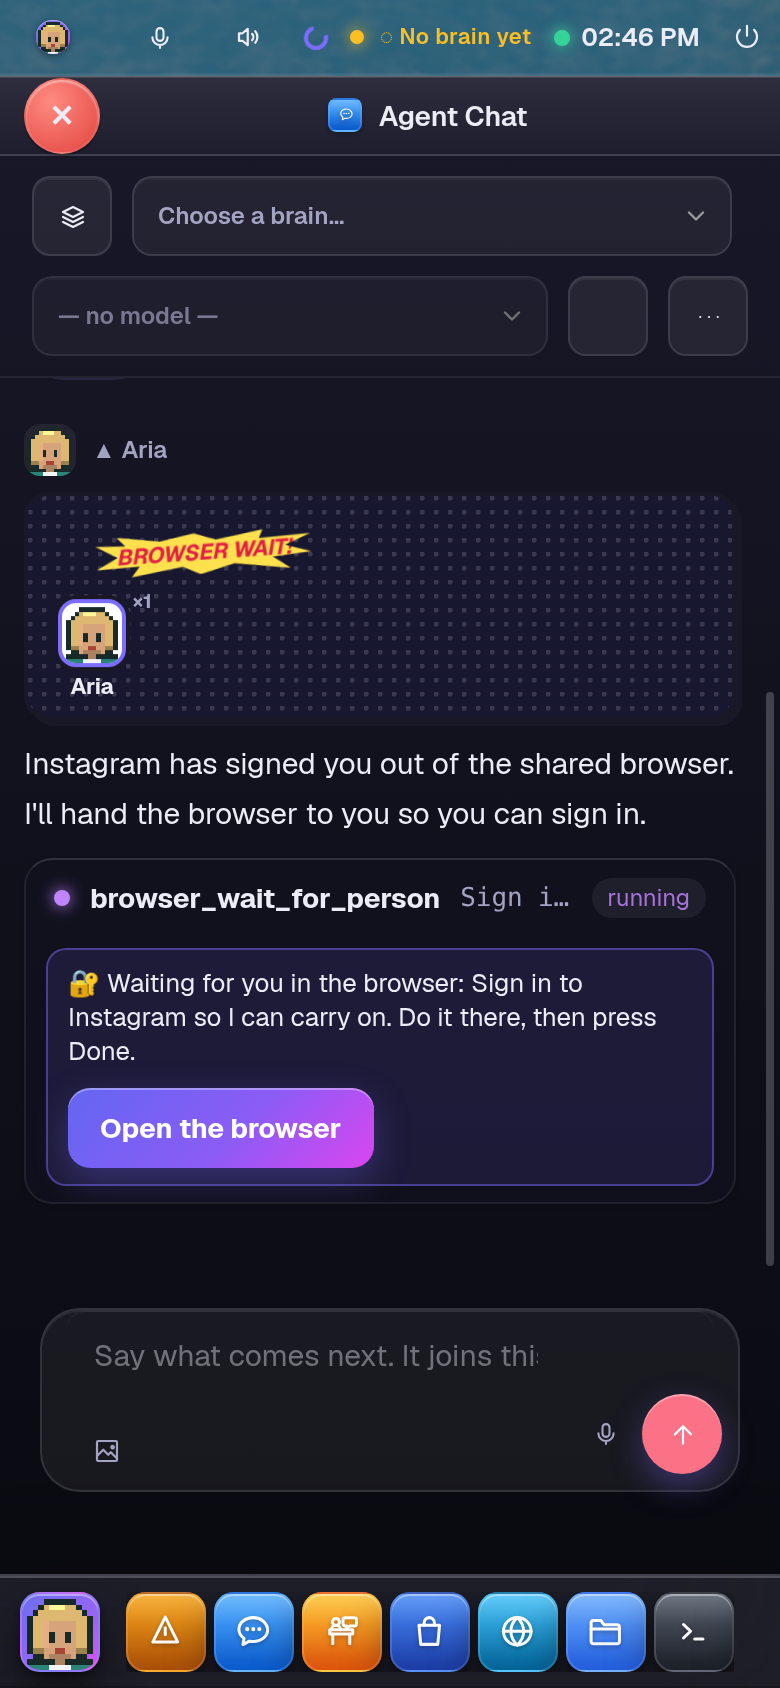 No brain yet
02:46 PM
Agent Chat
Choose a brain...
— no model —
...
▲ Aria
BROWSER WAIT!
×1
Aria
Instagram has signed you out of the shared browser.
I'll hand the browser to you so you can sign in.
browser_wait_for_person Sign i… running
🔐 Waiting for you in the browser: Sign in to
Instagram so I can carry on. Do it there, then press
Done.
Open the browser
Say what comes next. It joins this